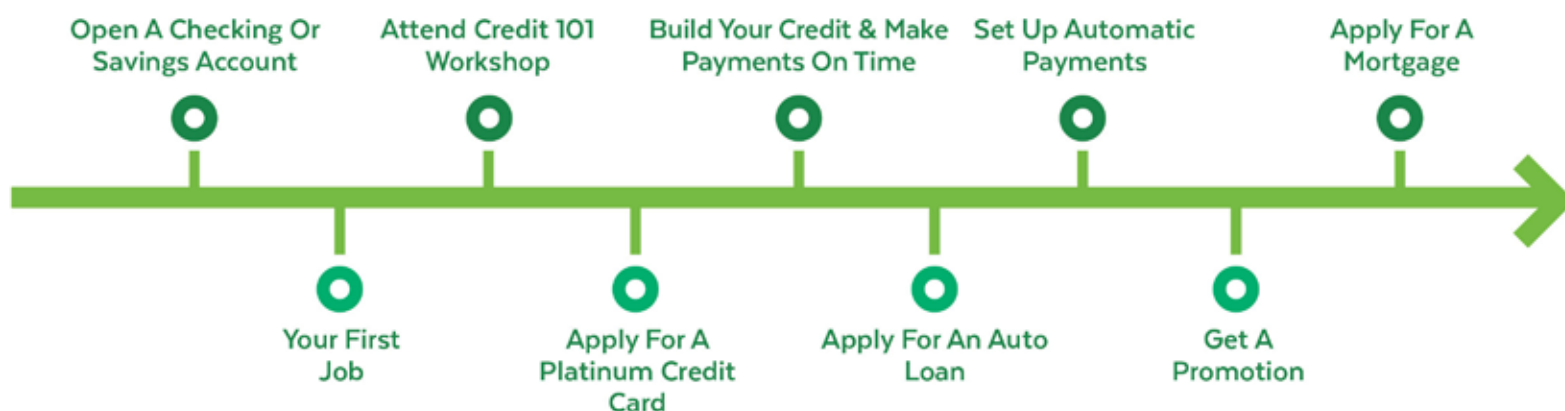 Open A Checking Or
Savings Account
Attend Credit 101
Workshop
Build Your Credit & Make
Payments On Time
Set Up Automatic
Payments
Apply For A
Mortgage
Your First
Job
Apply For A
Platinum Credit
Card
Apply For An Auto
Loan
Get A
Promotion